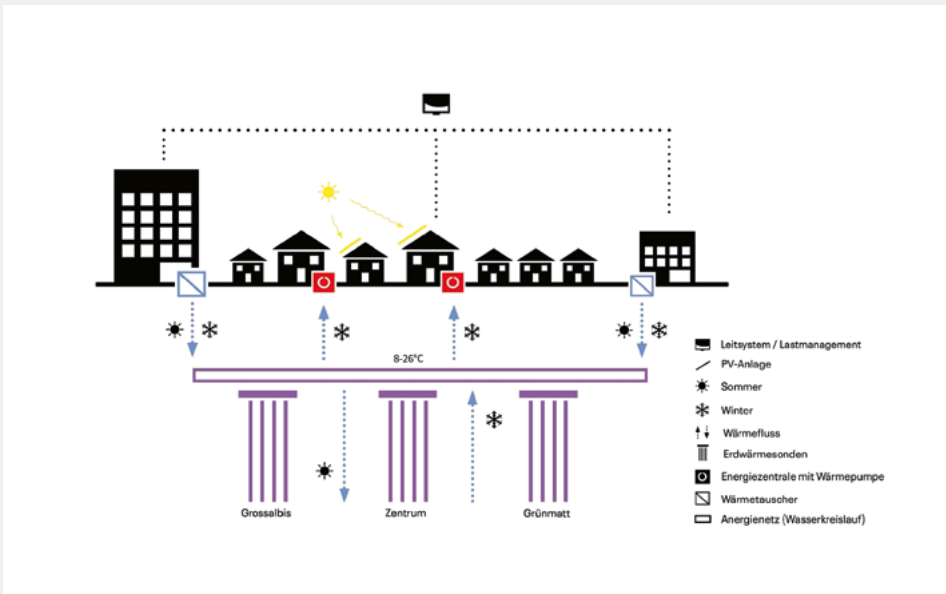 8-26°C
Grossalbis
Zentrum
Grünmatt
Leitsystem / Lastmanagement
PV-Anlage
Sommer
Winter
Wärmefluss
Erdwärmesonden
Energiezentrale mit Wärmepumpe
Wärmetauscher
Anergienetz (Wasserkreislauf)